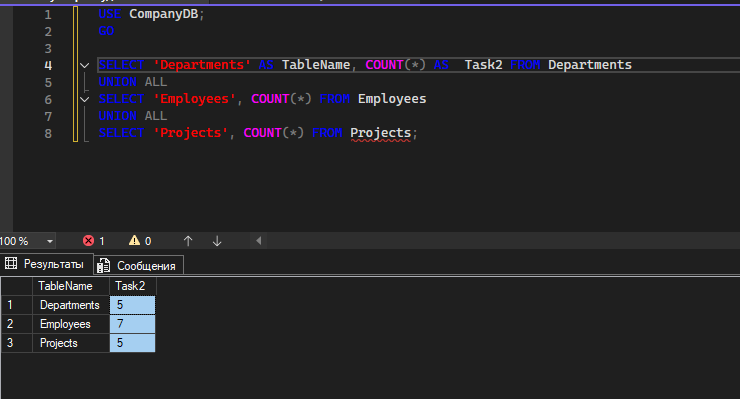 1 USE CompanyDB;
2 GO
3
4 SELECT 'Departments' AS TableName, COUNT(*) AS  Task2 FROM Departments
5 UNION ALL
6 SELECT 'Employees', COUNT(*) FROM Employees
7 UNION ALL
8 SELECT 'Projects', COUNT(*) FROM Projects;
100 % 1 0
Результаты Сообщения
TableName Task2
1 Departments 5
2 Employees 7
3 Projects 5